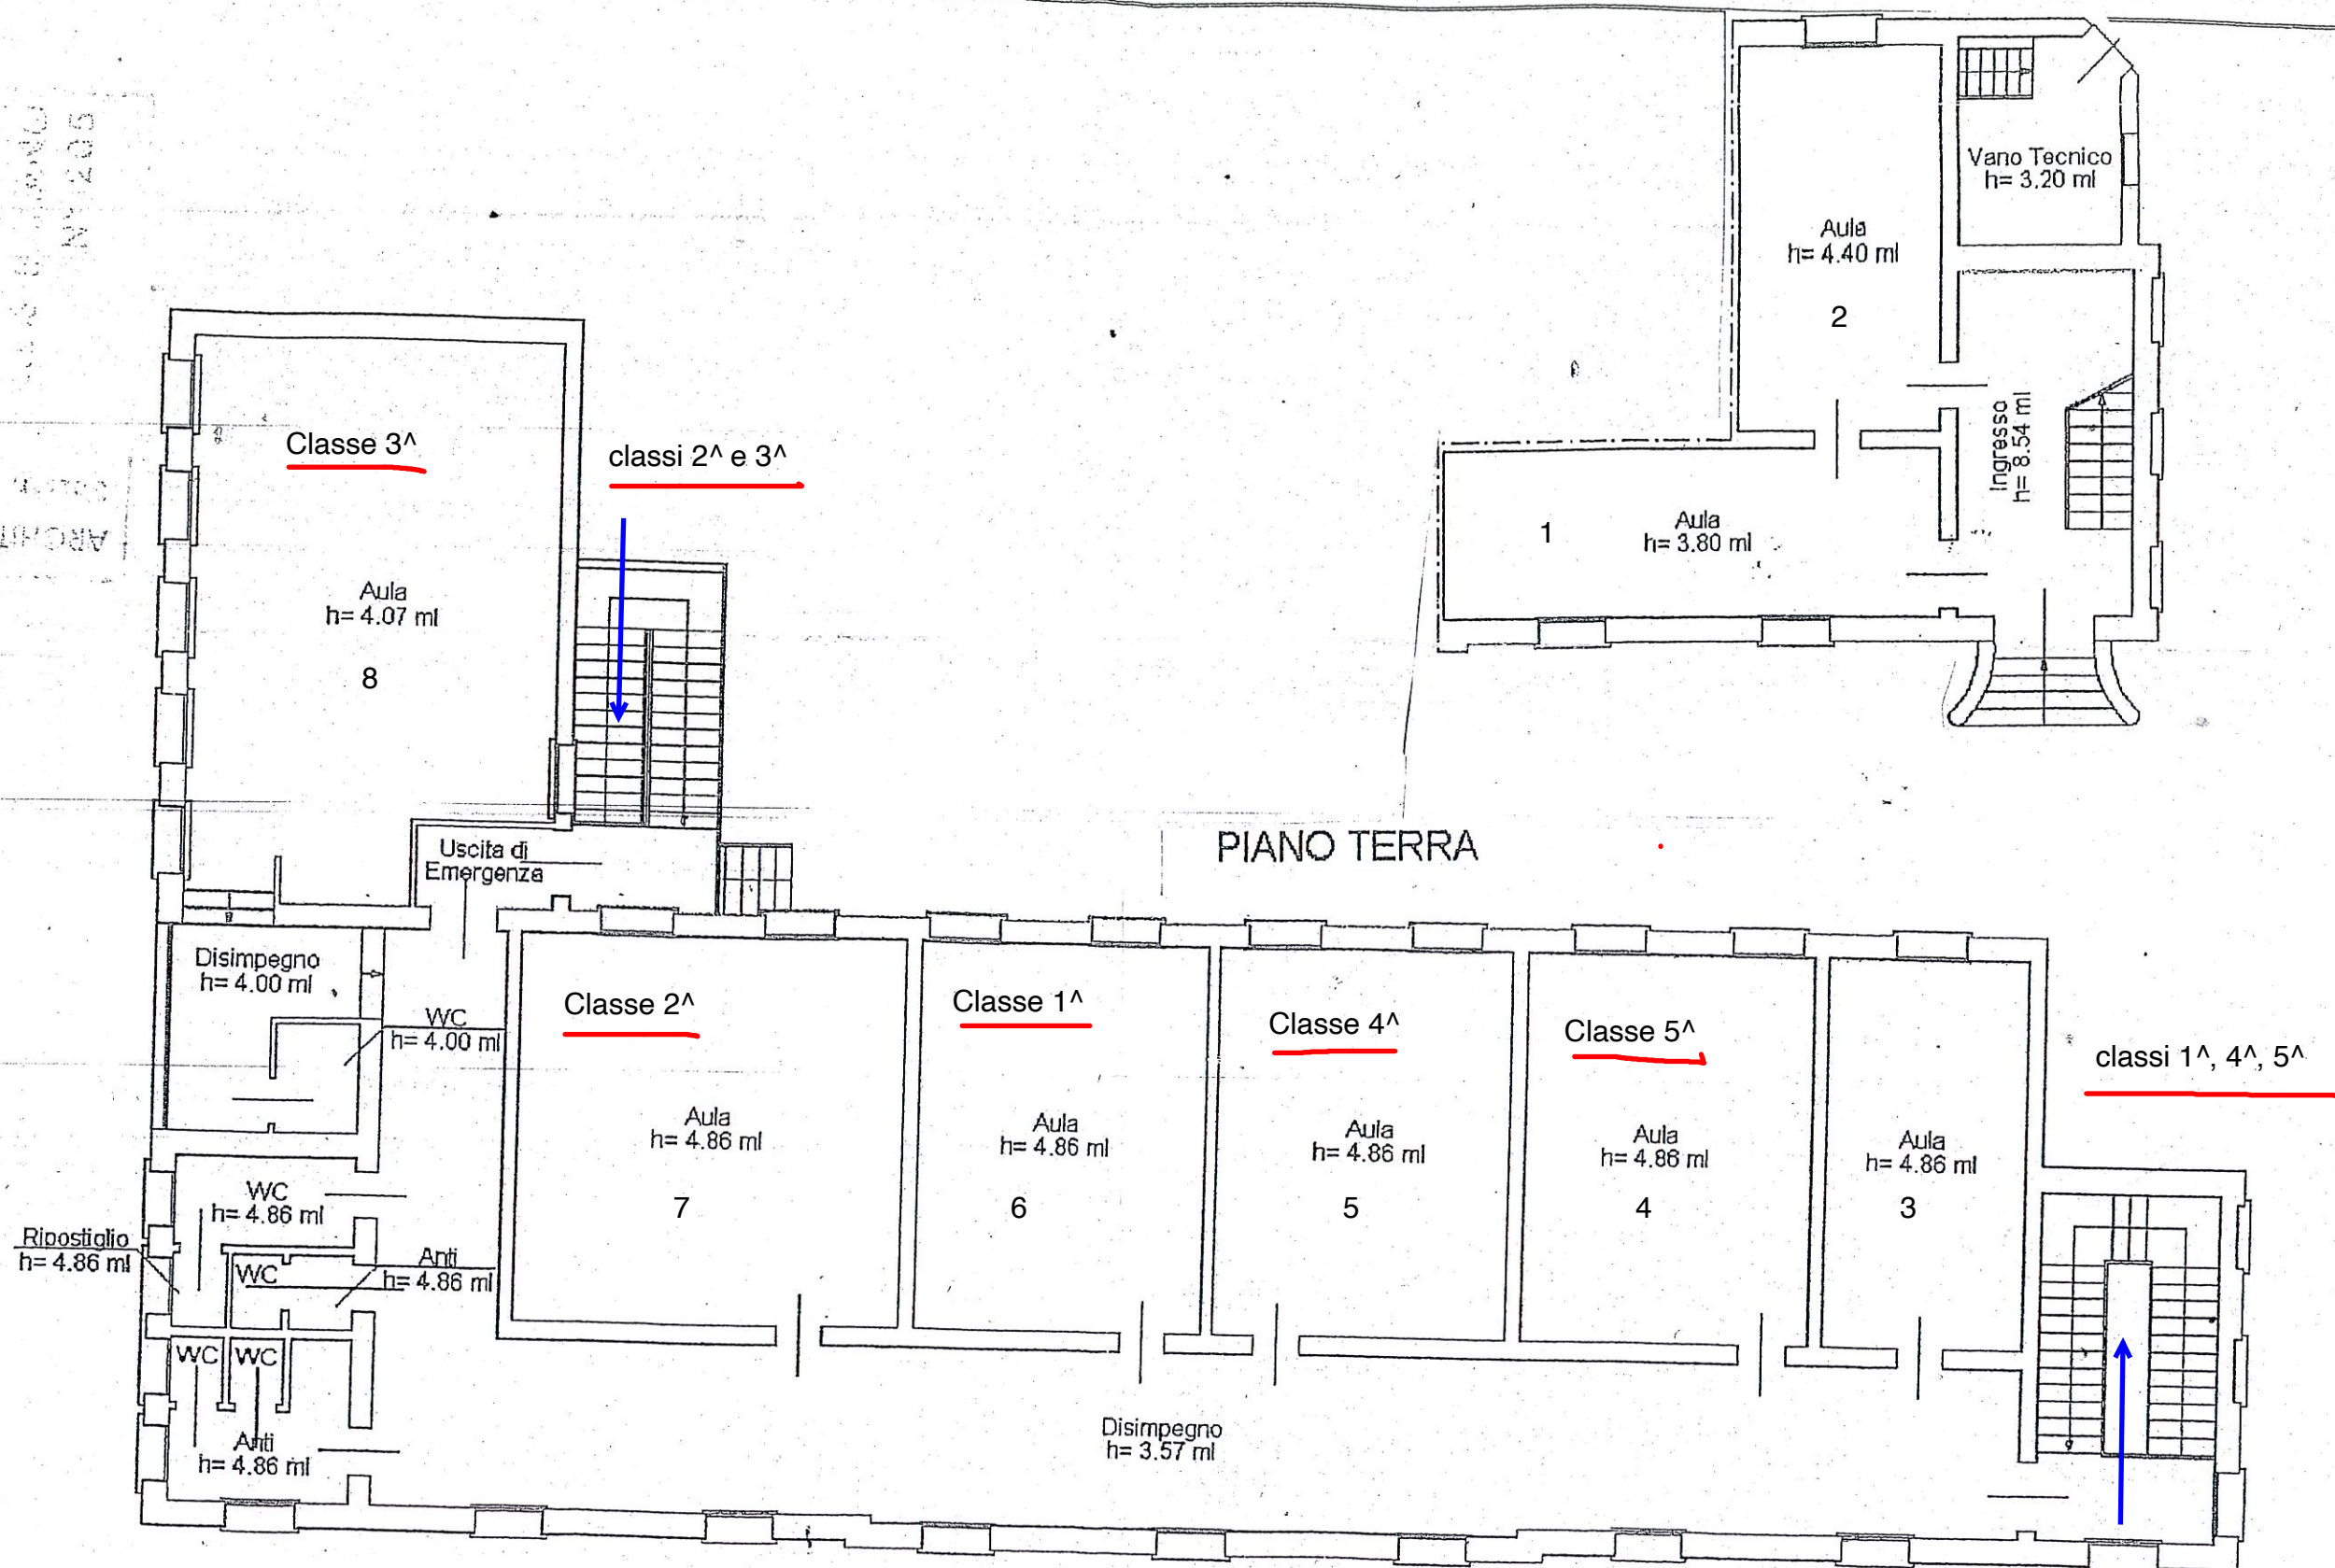 Vano Tecnico
h= 3.20 ml
Aula
h= 4.40 ml
2
Ingresso
h= 8.54 ml
1
Aula
h= 3.80 ml
Classe 3^
classi 2^ e 3^
Aula
h= 4.07 ml
8
Uscita di
Emergenza
PIANO TERRA
Disimpegno
h= 4.00 ml
WC
h= 4.00 ml
Classe 2^
Classe 1^
Classe 4^
Classe 5^
classi 1^, 4^, 5^
Aula
h= 4.86 ml
7
Aula
h= 4.86 ml
6
Aula
h= 4.86 ml
5
Aula
h= 4.86 ml
4
Aula
h= 4.86 ml
3
WC
h= 4.86 ml
Ripostiglio
h= 4.86 ml
WC
Anti
h= 4.86 ml
WC
WC
Anti
h= 4.86 ml
Disimpegno
h= 3.57 ml